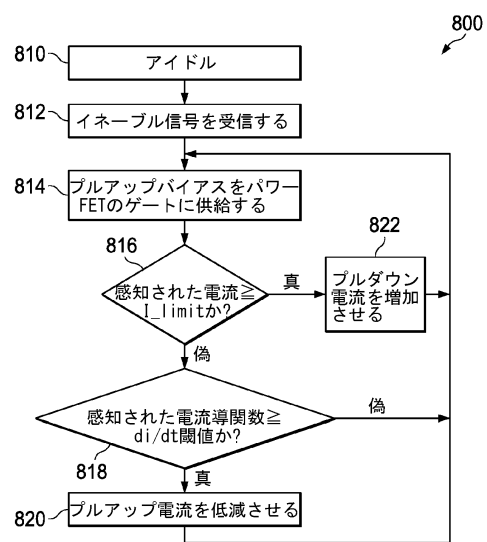 800
810
アイドル
812
イネーブル信号を受信する
814
プルアップバイアスをパワー
FETのゲートに供給する
816
感知された電流≧
I_limitか?
真
822
プルダウン
電流を増加
させる
偽
感知された電流導関数≧
di/dt閾値か?
偽
818
真
820
プルアップ電流を低減させる